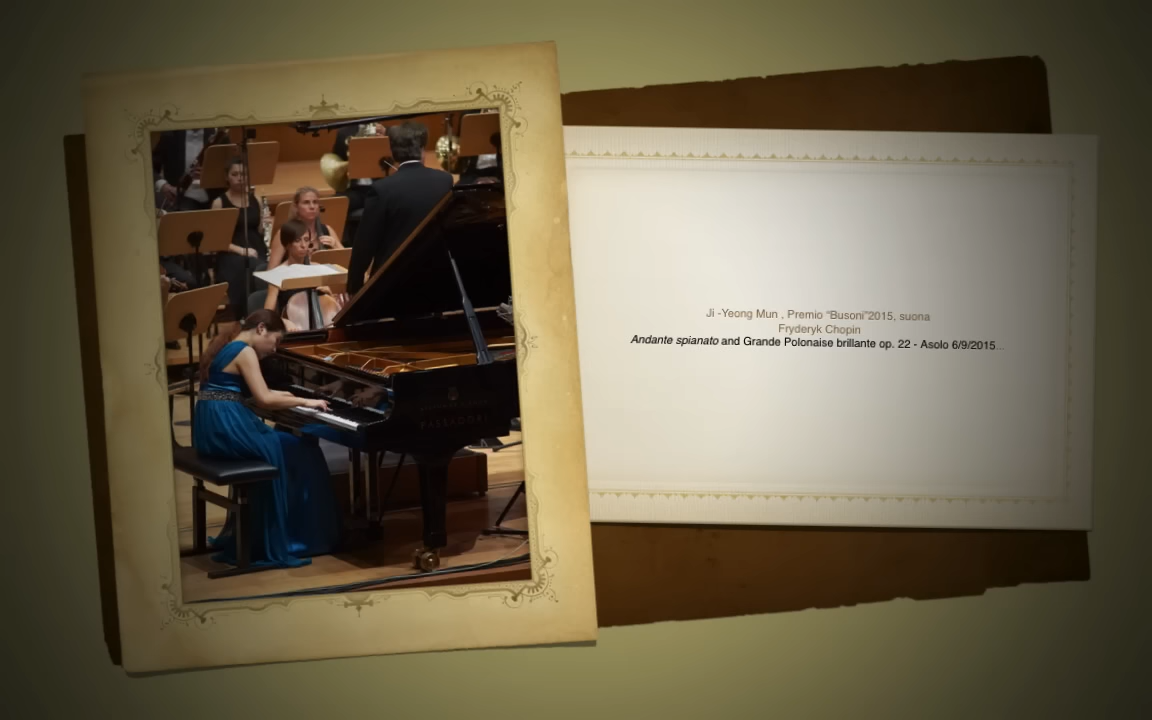 Ji -Yeong Mun , Premio “Busoni”2015, suona
Fryderyk Chopin
Andante spianato and Grande Polonaise brillante op. 22 - Asolo 6/9/2015...